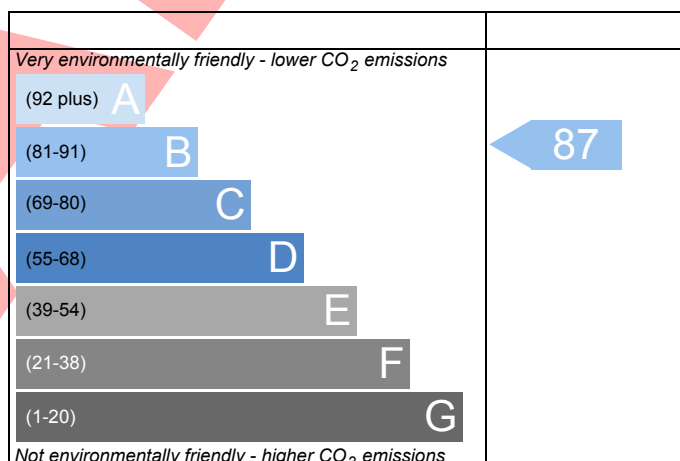 Very environmentally friendly - lower CO2 emissions
(92 plus) A
(81-91) B
87
(69-80) C
(55-68) D
(39-54) E
(21-38) F
(1-20) G
Not environmentally friendly - higher CO2 emissions